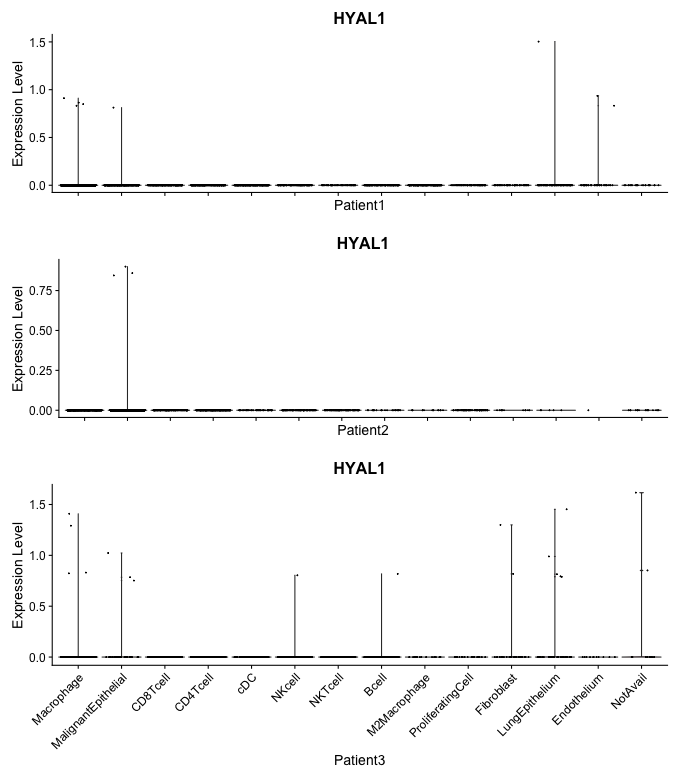 HYAL1
Expression Level
1.5
1.0
0.5
0.0
Patient1
HYAL1
Expression Level
0.75
0.50
0.25
0.00
Patient2
HYAL1
Expression Level
1.5
1.0
0.5
0.0
Macrophage
MalignantEpithelial
CD8Tcell
CD4Tcell
cDC
NKcell
NKTcell
Bcell
M2Macrophage
ProliferatingCell
Fibroblast
LungEpithelium
Endothelium
NotAvail
Patient3